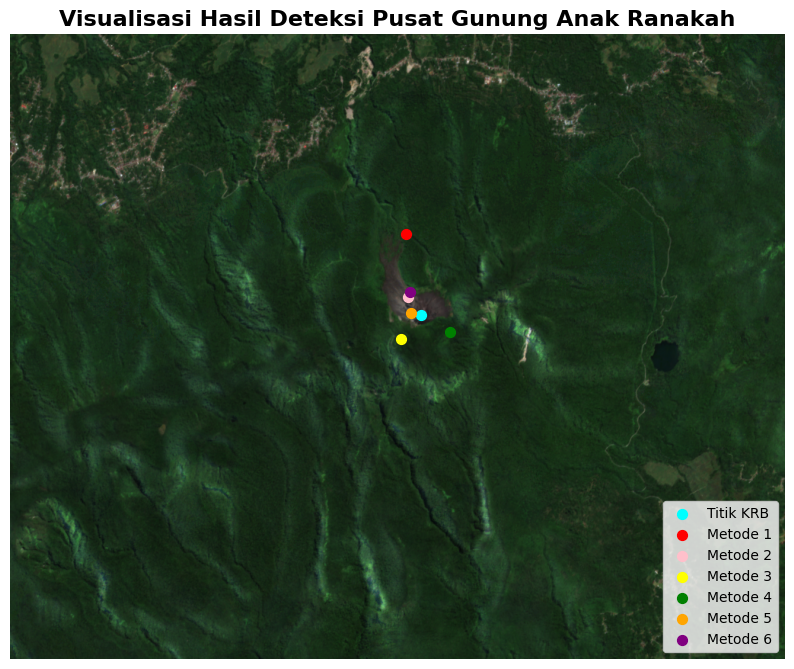 Visualisasi Hasil Deteksi Pusat Gunung Anak Ranakah
Titik KRB
Metode 1
Metode 2
Metode 3
Metode 4
Metode 5
Metode 6